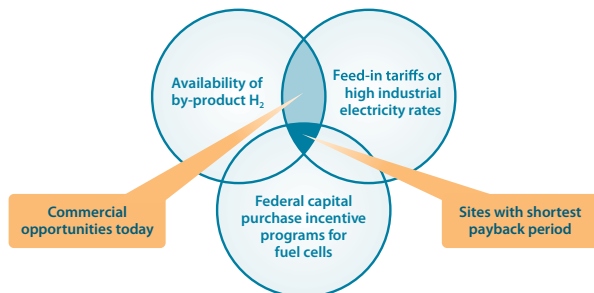 Availability of
by-product H₂
Feed-in tariffs or
high industrial
electricity rates
Commercial
opportunities today
Federal capital
purchase incentive
programs for
fuel cells
Sites with shortest
payback period